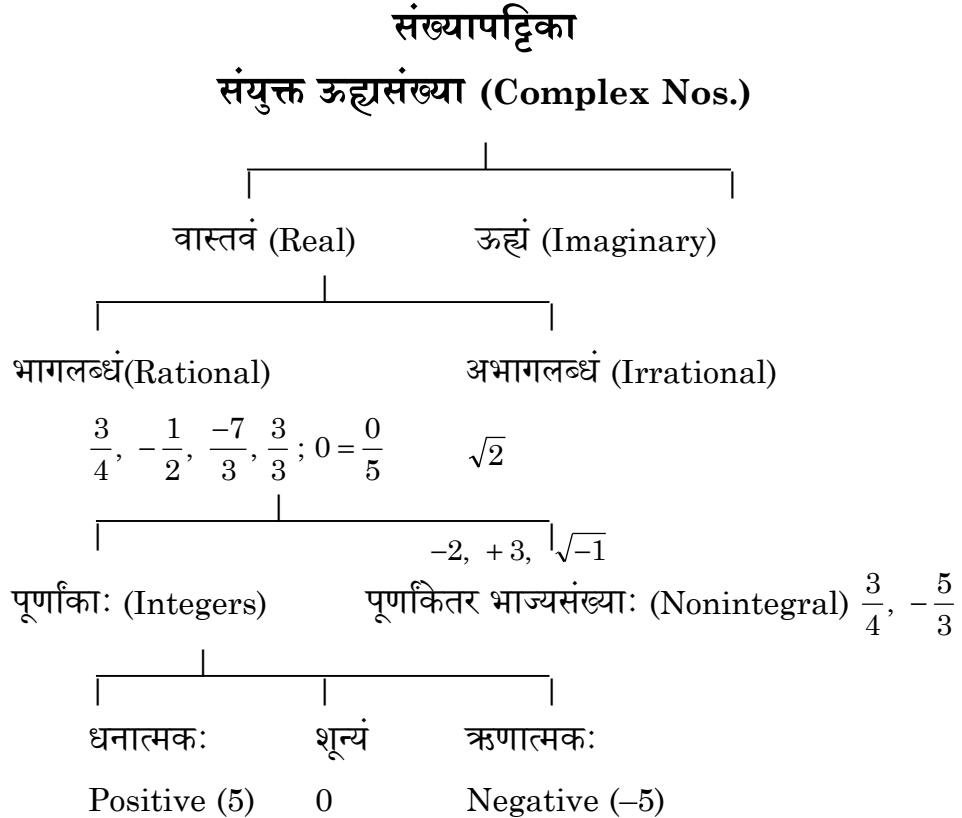 संख्यापट्टिका
संयुक्त ऊह्यसंख्या (Complex Nos.)
वास्तवं (Real) ऊह्यं (Imaginary)
भागलब्धं(Rational) अभागलब्धं (Irrational)
3/4, −1/2, −7/3, 3/3 ; 0 = 0/5 √2
−2, +3, √−1
पूर्णांकाः (Integers) पूर्णांकेतर भाज्यसंख्याः (Nonintegral) 3/4, −5/3
धनात्मकः शून्यं ऋणात्मकः
Positive (5) 0 Negative (–5)